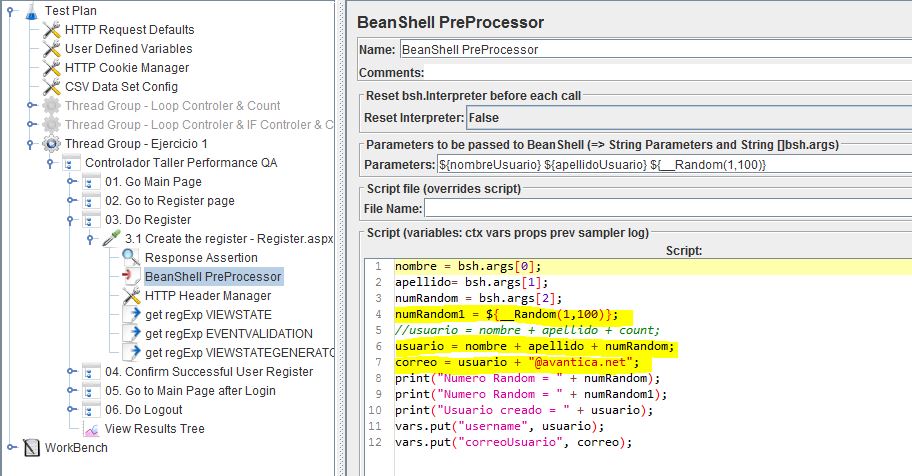 Test Plan
HTTP Request Defaults
User Defined Variables
HTTP Cookie Manager
CSV Data Set Config
Thread Group - Loop Controler & Count
Thread Group - Loop Controler & IF Controler & C
Thread Group - Ejercicio 1
Controlador Taller Performance QA
01. Go Main Page
02. Go to Register page
03. Do Register
3.1 Create the register - Register.aspx
Response Assertion
BeanShell PreProcessor
HTTP Header Manager
get regExp VIEWSTATE
get regExp EVENTVALIDATION
get regExp VIEWSTATEGENERATO
04. Confirm Successful User Register
05. Go to Main Page after Login
06. Do Logout
View Results Tree
WorkBench
BeanShell PreProcessor
Name: BeanShell PreProcessor
Comments:
Reset bsh.Interpreter before each call
Reset Interpreter: False
Parameters to be passed to BeanShell (=> String Parameters and String []bsh.args)
Parameters: ${nombreUsuario} ${apellidoUsuario} ${__Random(1,100)}
Script file (overrides script)
File Name:
Script (variables: ctx vars props prev sampler log)
Script:
1 nombre = bsh.args[0];
2 apellido= bsh.args[1];
3 numRandom = bsh.args[2];
4 numRandom1 = ${__Random(1,100)};
5 //usuario = nombre + apellido + count;
6 usuario = nombre + apellido + numRandom;
7 correo = usuario + "@avantica.net";
8 print("Numero Random = " + numRandom);
9 print("Numero Random = " + numRandom1);
10 print("Usuario creado = " + usuario);
11 vars.put("username", usuario);
12 vars.put("correoUsuario", correo);